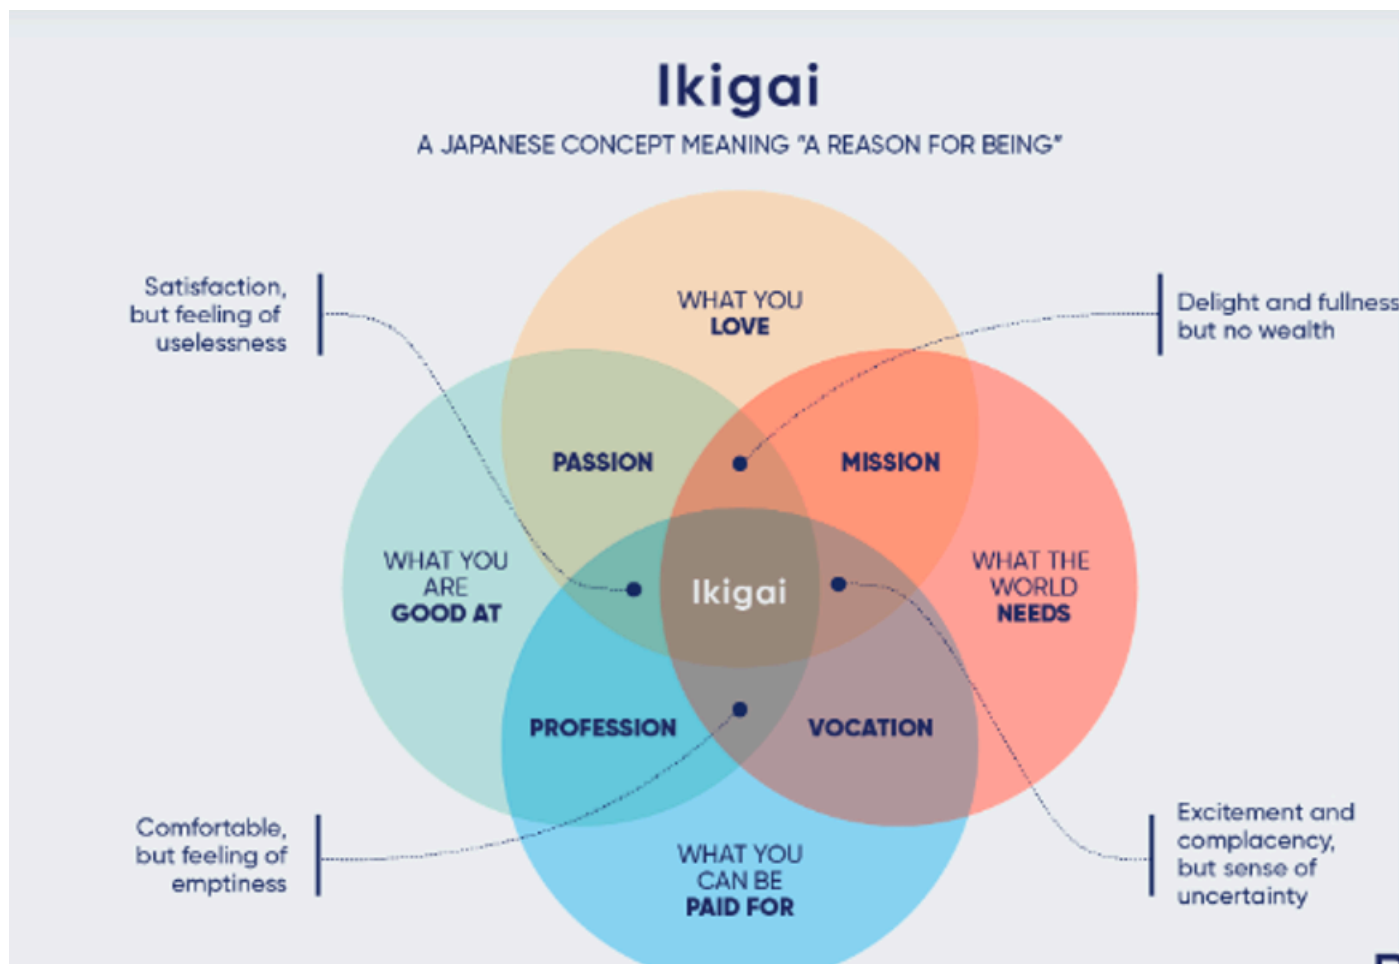 Ikigai
A JAPANESE CONCEPT MEANING "A REASON FOR BEING"
Satisfaction,
but feeling of
uselessness
WHAT YOU
LOVE
Delight and fullness
but no wealth
PASSION
MISSION
WHAT YOU
ARE
GOOD AT
Ikigai
WHAT THE
WORLD
NEEDS
PROFESSION
VOCATION
Comfortable,
but feeling of
emptiness
WHAT YOU
CAN BE
PAID FOR
Excitement and
complacency,
but sense of
uncertainty